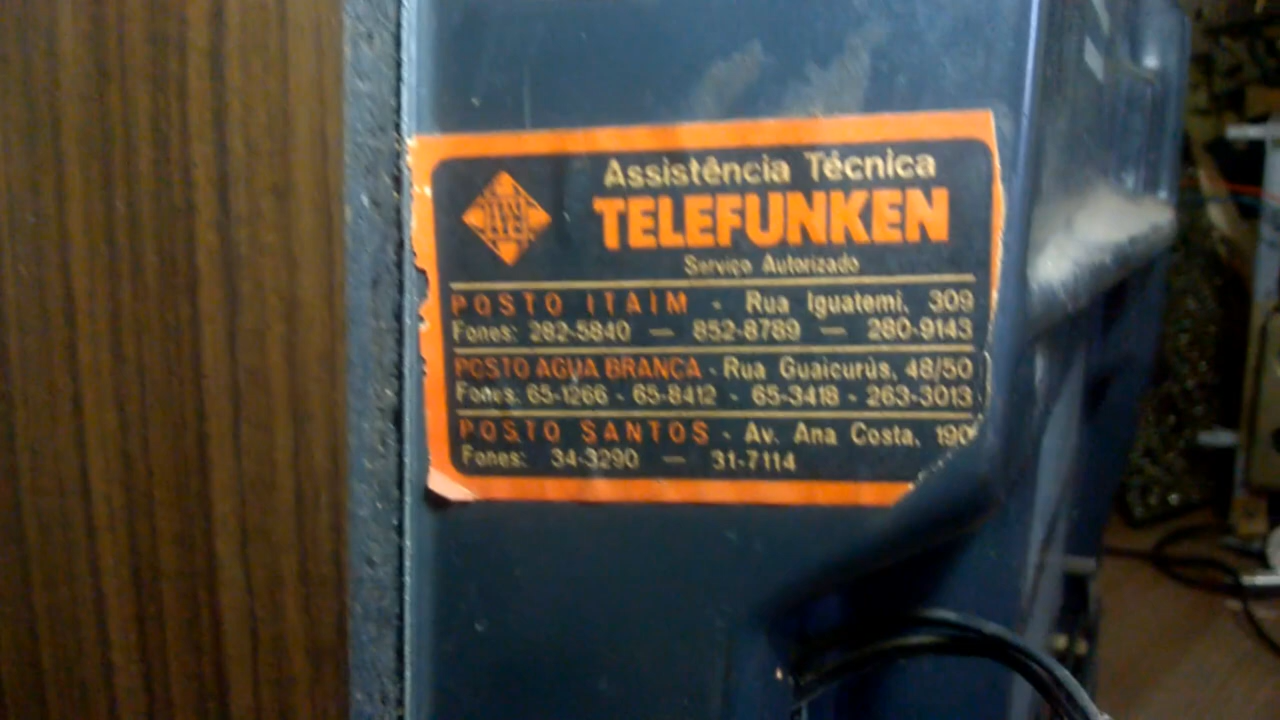 Assistência Técnica
TELEFUNKEN
Serviço Autorizado
POSTO ITAIM - Rua Iguatemi, 309
Fones: 282-5840 — 852-8789 — 280-9143
POSTO AGUA BRANCA - Rua Guaicurús, 48/50
Fones: 65-1266 - 65-8412 - 65-3418 - 263-3013
POSTO SANTOS - Av. Ana Costa, 190
Fones: 34-3290 — 31-7114